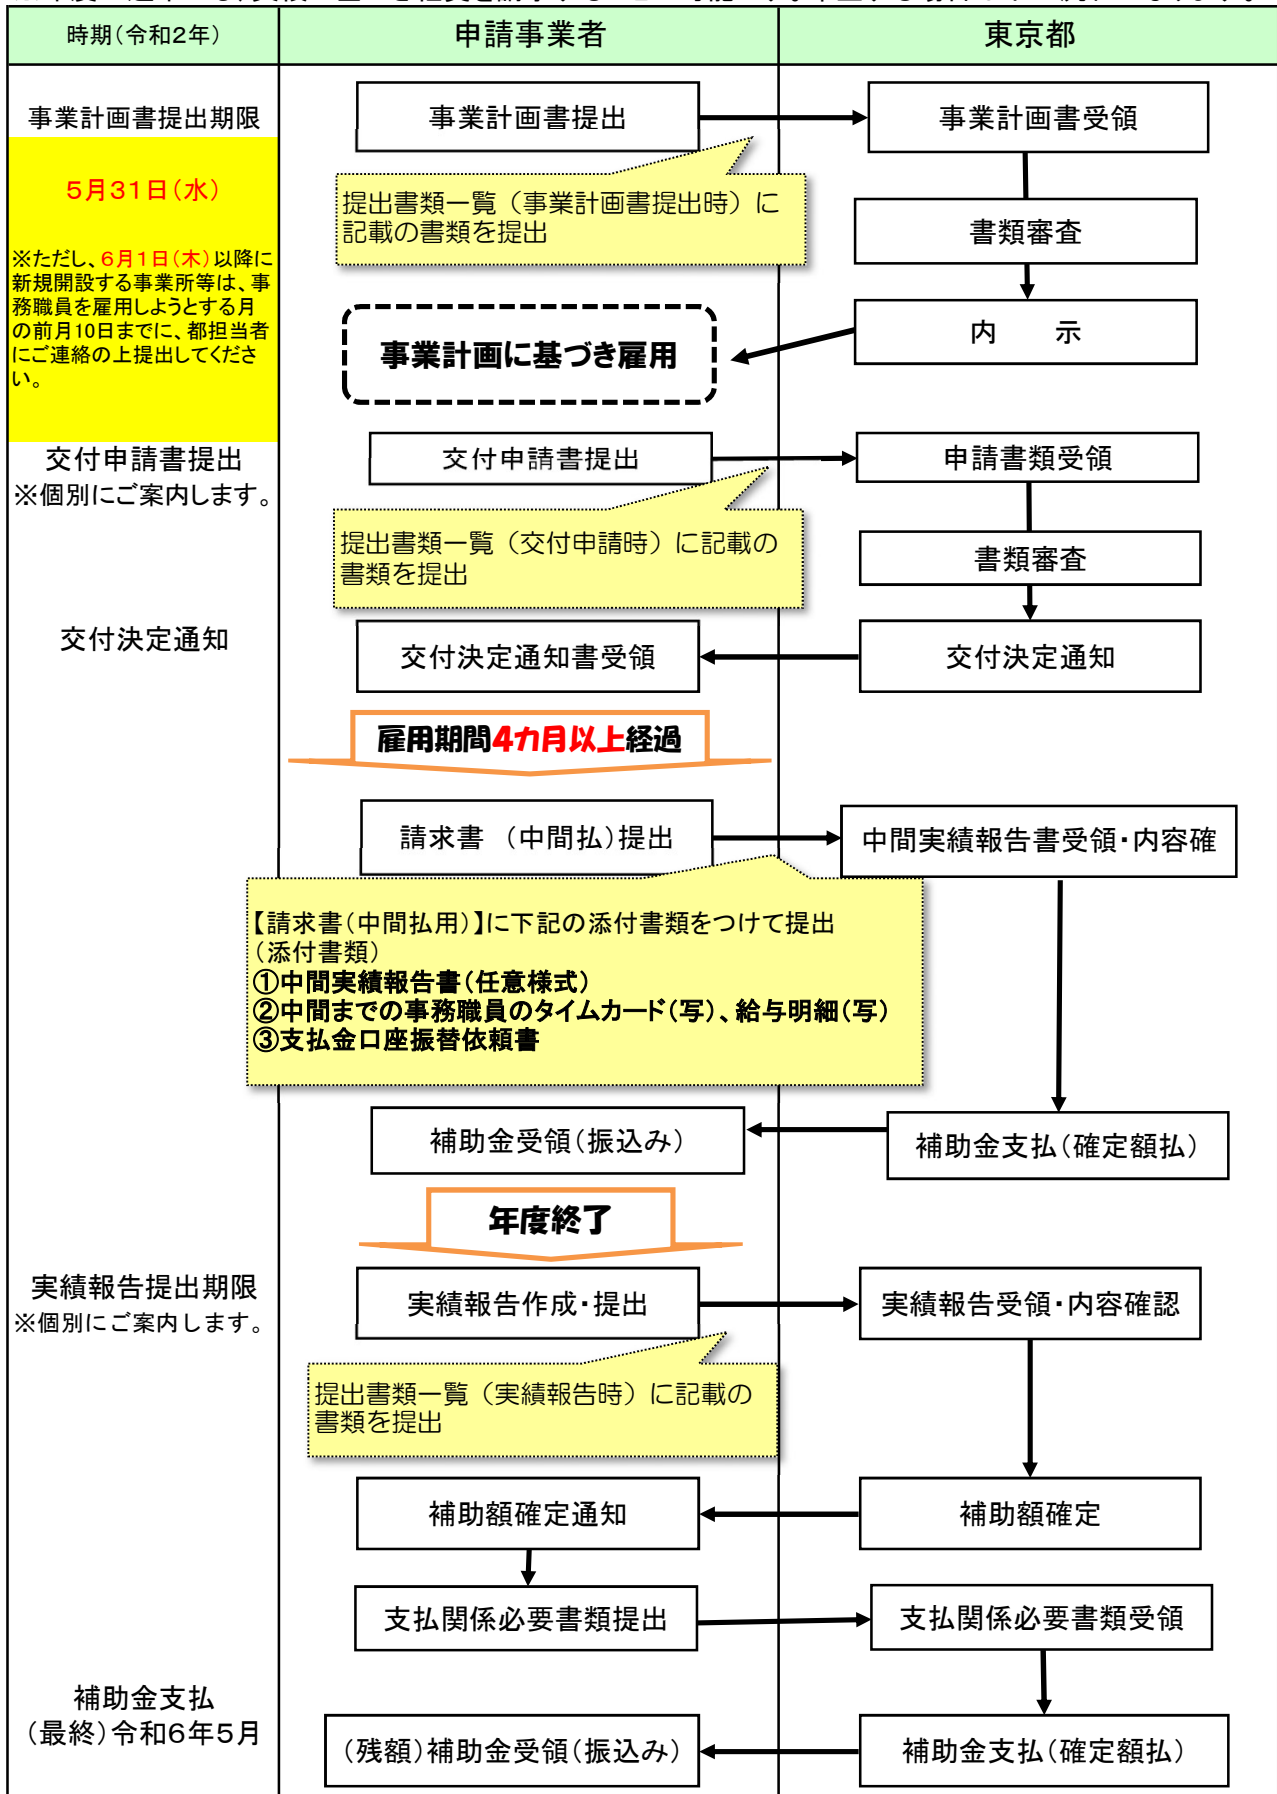 時期(令和2年)
申請事業者
東京都
事業計画書提出期限
事業計画書提出
事業計画書受領
5月31日(水)
※ただし、6月1日(木)以降に
新規開設する事業所等は、事
務職員を雇用しようとする月
の前月10日までに、都担当者
にご連絡の上提出してくださ
い。
提出書類一覧（事業計画書提出時）に
記載の書類を提出
書類審査
内　示
事業計画に基づき雇用
交付申請書提出
※個別にご案内します。
交付申請書提出
申請書類受領
提出書類一覧（交付申請時）に記載の
書類を提出
書類審査
交付決定通知
交付決定通知書受領
交付決定通知
雇用期間4カ月以上経過
請求書　（中間払）提出
中間実績報告書受領・内容確
【請求書(中間払用)】に下記の添付書類をつけて提出
(添付書類)
①中間実績報告書(任意様式)
②中間までの事務職員のタイムカード(写)、給与明細(写)
③支払金口座振替依頼書
補助金受領(振込み)
補助金支払(確定額払)
年度終了
実績報告提出期限
※個別にご案内します。
実績報告作成・提出
実績報告受領・内容確認
提出書類一覧（実績報告時）に記載の
書類を提出
補助額確定通知
補助額確定
支払関係必要書類提出
支払関係必要書類受領
補助金支払
(最終)令和6年5月
(残額)補助金受領(振込み)
補助金支払(確定額払)